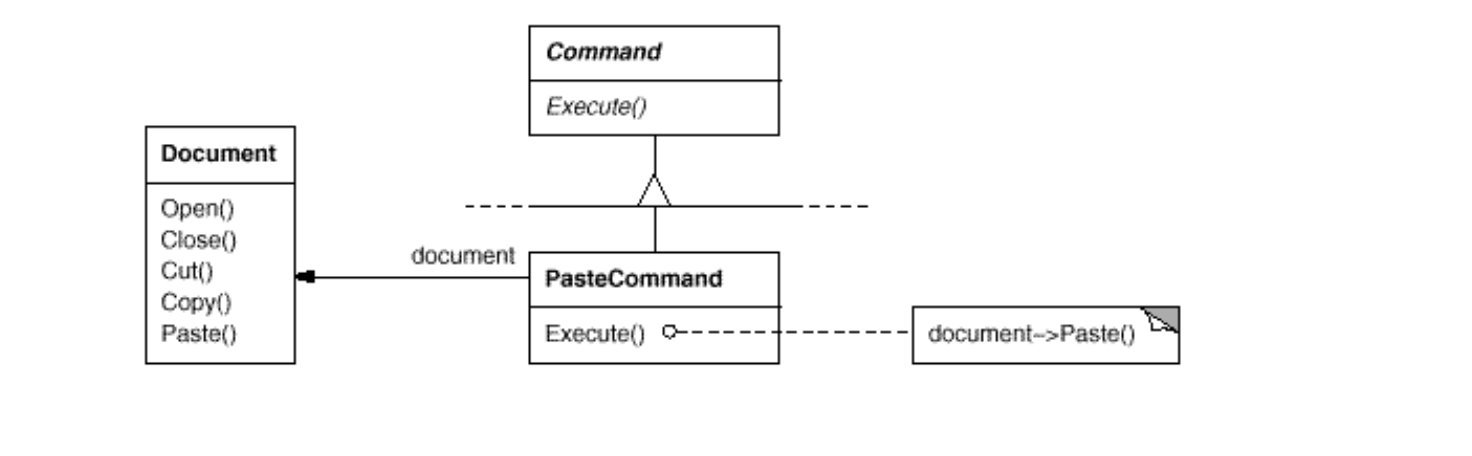 Command
Execute()
Document
Open()
Close()
Cut()
Copy()
Paste()
document
PasteCommand
Execute()
document->Paste()